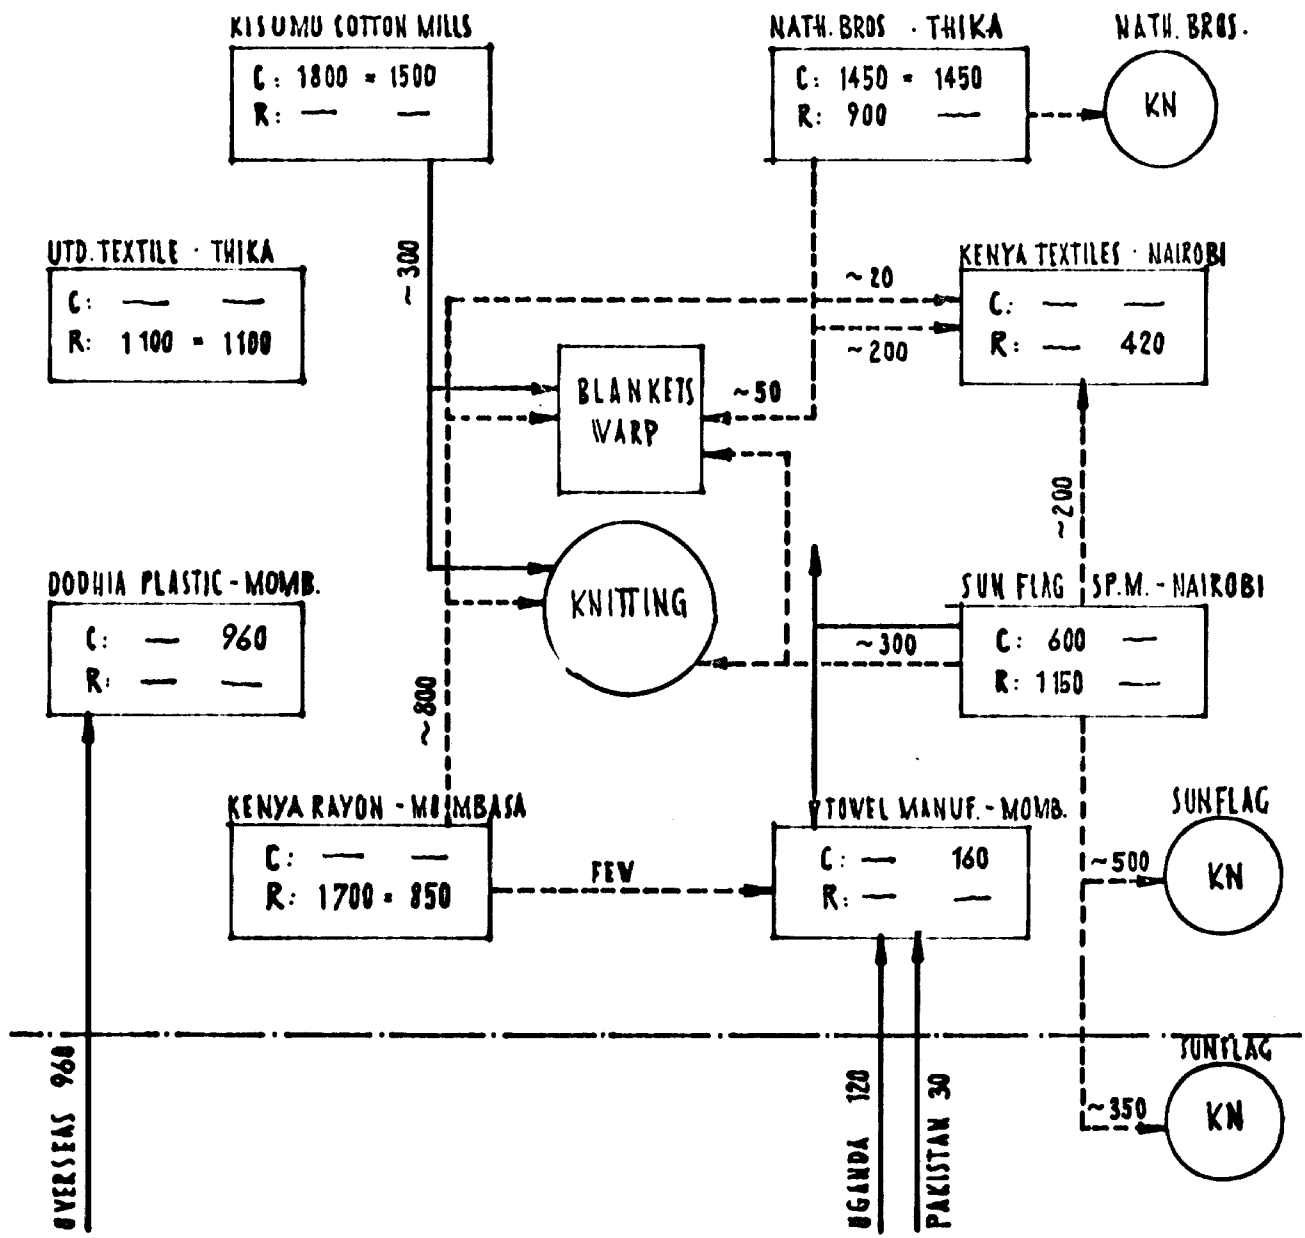 KISUMU COTTON MILLS
C: 1800 = 1500
R: — —
NATH. BROS · THIKA
C: 1450 = 1450
R: 900 —
NATH. BROS.
KN
UTD. TEXTILE · THIKA
C: — —
R: 1100 = 1100
~300
~20
~200
KENYA TEXTILES · NAIROBI
C: — —
R: — 420
BLANKETS
WARP
~50
~200
DODHIA PLASTIC - MOMB.
C: — 960
R: — —
KNITTING
~300
SUN FLAG SP.M. - NAIROBI
C: 600 —
R: 1150 —
~800
KENYA RAYON - MOMBASA
C: — —
R: 1700 = 850
FEW
TOWEL MANUF. - MOMB.
C: — 160
R: — —
SUNFLAG
KN
~500
OVERSEAS 960
UGANDA 120
PAKISTAN 30
SUNFLAG
KN
~350